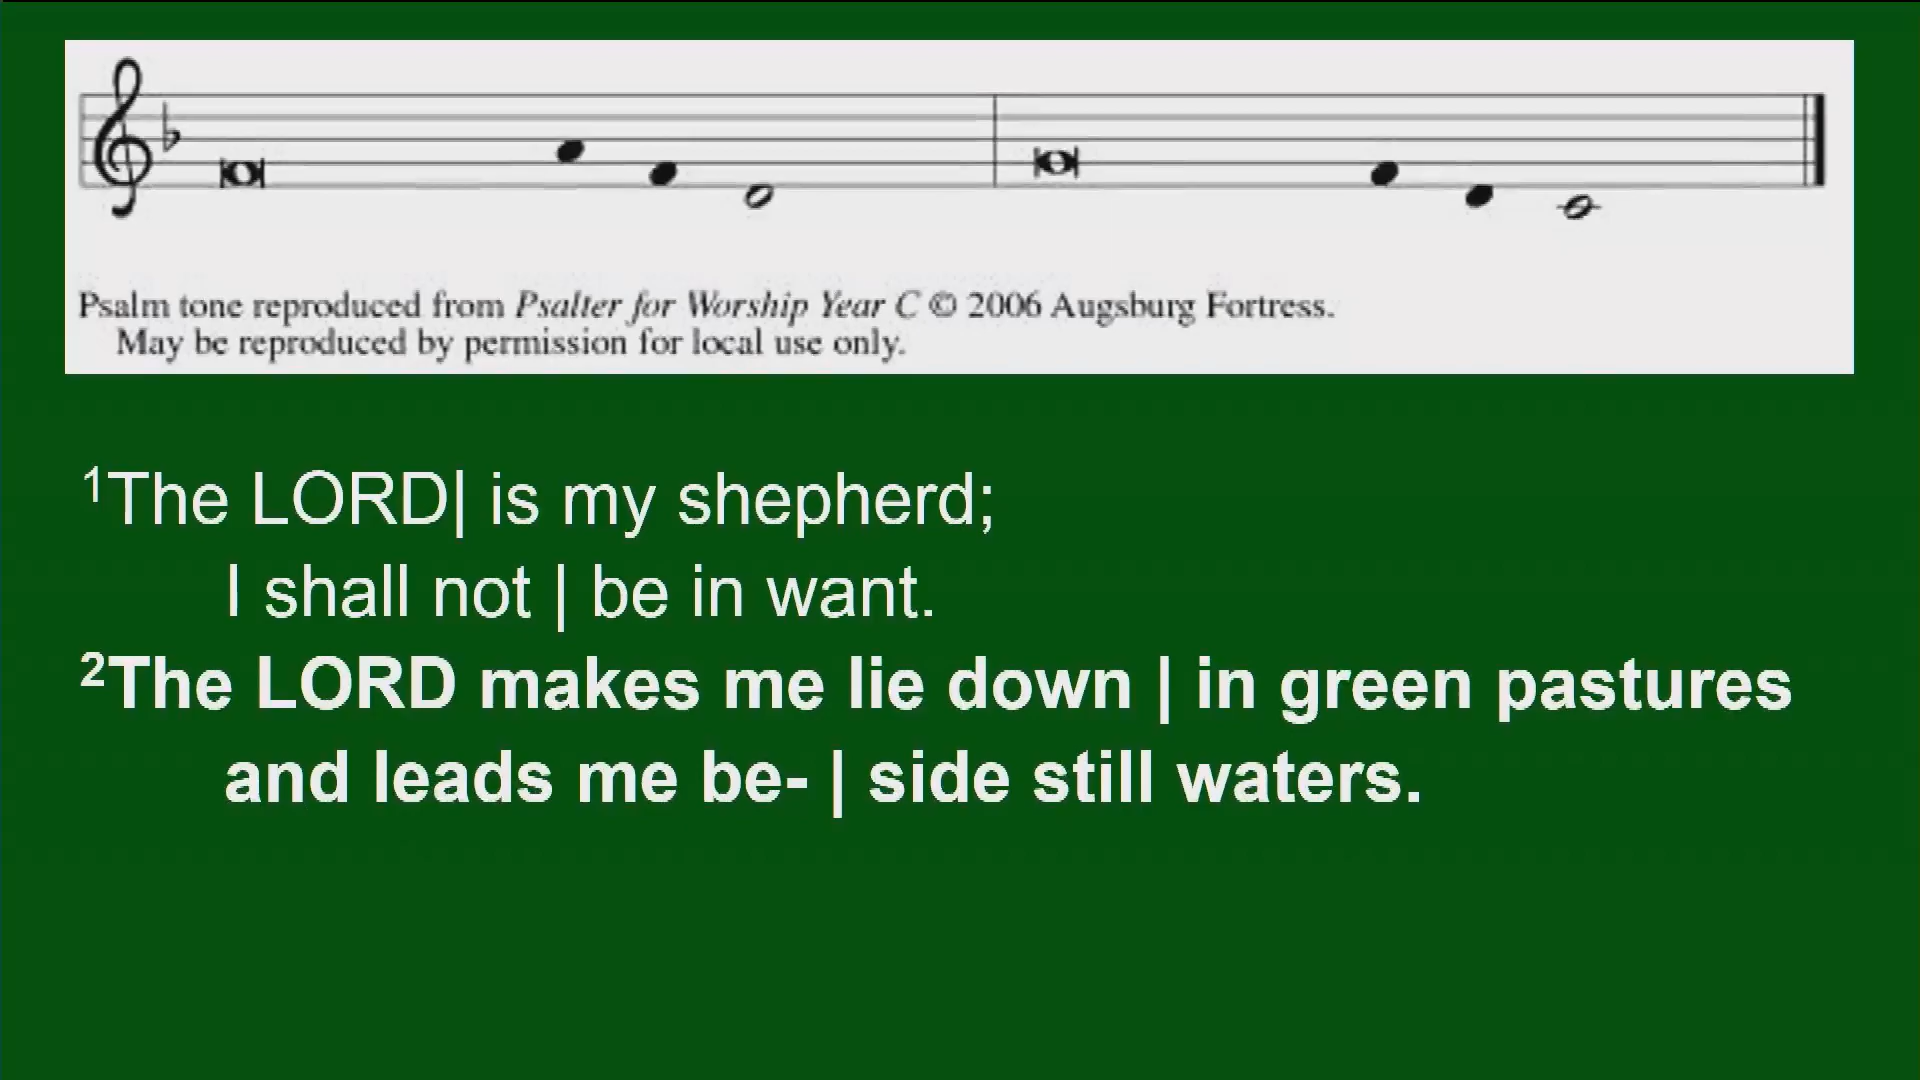 Psalm tone reproduced from Psalter for Worship Year C © 2006 Augsburg Fortress.
May be reproduced by permission for local use only.
¹The LORD| is my shepherd;
I shall not | be in want.
²The LORD makes me lie down | in green pastures
and leads me be- | side still waters.